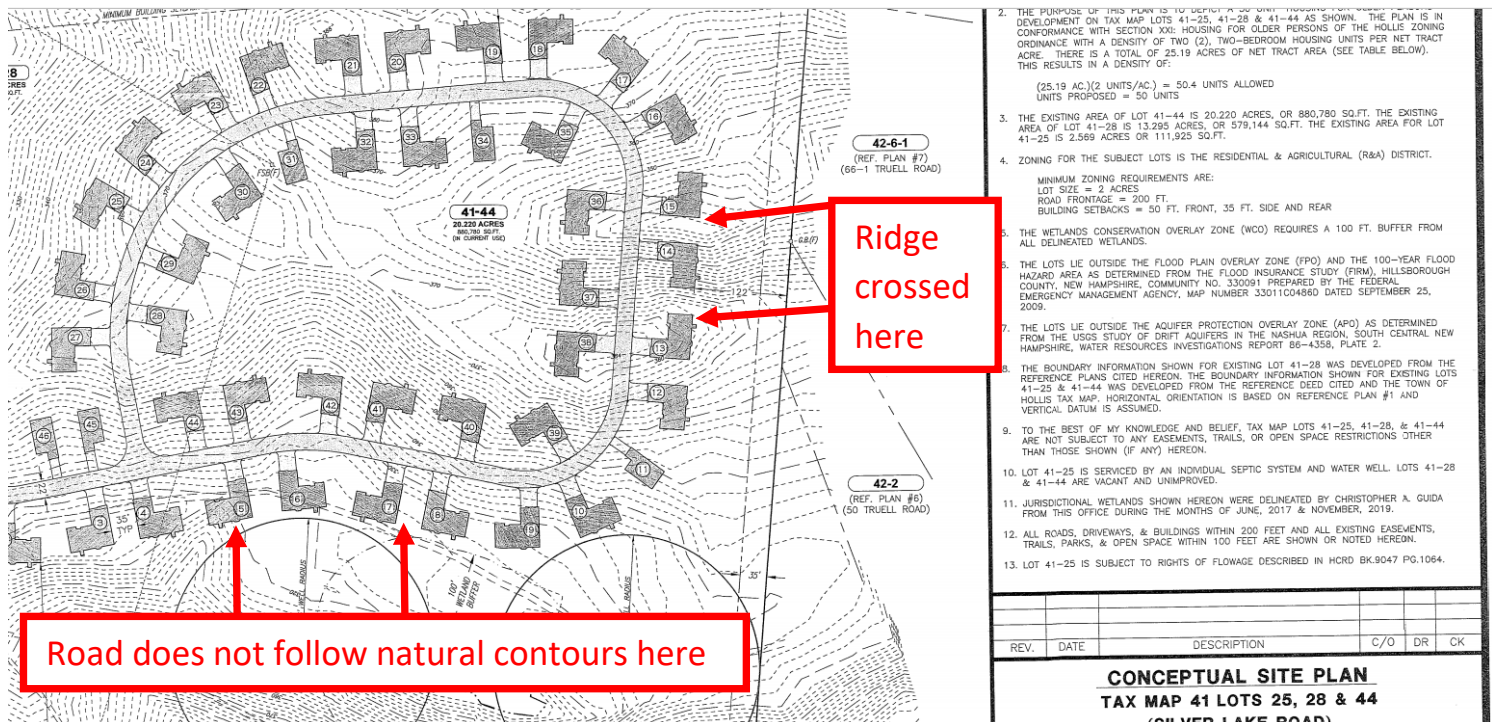 MINIMUM BUILDING SETBACKS
8
CRES
SQ.FT.
21
20
19
18
22
17
23
16
24
32
33
34
35
31
FSB(F)
30
25
36
15
29
14
26
37
28
27
38
13
12
41-44
20.220 ACRES
880,780 SQ.FT.
(IN CURRENT USE)
42-6-1
(REF. PLAN #7)
(66-1 TRUELL ROAD)
G.B.(F)
122'
Ridge
crossed
here
46
45
44
43
42
41
40
39
11
3
35
TYP
4
5
6
7
8
9
10
42-2
(REF. PLAN #6)
(50 TRUELL ROAD)
WELL RADIUS
100'
WETLAND
BUFFER
RADIUS
35'
Road does not follow natural contours here
2. THE PURPOSE OF THIS PLAN IS TO DEPICT A 50 UNIT HOUSING FOR OLDER PERSONS
DEVELOPMENT ON TAX MAP LOTS 41-25, 41-28 & 41-44 AS SHOWN. THE PLAN IS IN
CONFORMANCE WITH SECTION XXI: HOUSING FOR OLDER PERSONS OF THE HOLLIS ZONING
ORDINANCE WITH A DENSITY OF TWO (2), TWO-BEDROOM HOUSING UNITS PER NET TRACT
ACRE. THERE IS A TOTAL OF 25.19 ACRES OF NET TRACT AREA (SEE TABLE BELOW).
THIS RESULTS IN A DENSITY OF:
(25.19 AC.)(2 UNITS/AC.) = 50.4 UNITS ALLOWED
UNITS PROPOSED = 50 UNITS
3. THE EXISTING AREA OF LOT 41-44 IS 20.220 ACRES, OR 880,780 SQ.FT. THE EXISTING
AREA OF LOT 41-28 IS 13.295 ACRES, OR 579,144 SQ.FT. THE EXISTING AREA FOR LOT
41-25 IS 2.569 ACRES OR 111,925 SQ.FT.
4. ZONING FOR THE SUBJECT LOTS IS THE RESIDENTIAL & AGRICULTURAL (R&A) DISTRICT.
MINIMUM ZONING REQUIREMENTS ARE:
LOT SIZE = 2 ACRES
ROAD FRONTAGE = 200 FT.
BUILDING SETBACKS = 50 FT. FRONT, 35 FT. SIDE AND REAR
5. THE WETLANDS CONSERVATION OVERLAY ZONE (WCO) REQUIRES A 100 FT. BUFFER FROM
ALL DELINEATED WETLANDS.
6. THE LOTS LIE OUTSIDE THE FLOOD PLAIN OVERLAY ZONE (FPO) AND THE 100-YEAR FLOOD
HAZARD AREA AS DETERMINED FROM THE FLOOD INSURANCE STUDY (FIRM), HILLSBOROUGH
COUNTY, NEW HAMPSHIRE, COMMUNITY NO. 330091 PREPARED BY THE FEDERAL
EMERGENCY MANAGEMENT AGENCY, MAP NUMBER 33011C04860 DATED SEPTEMBER 25,
2009.
7. THE LOTS LIE OUTSIDE THE AQUIFER PROTECTION OVERLAY ZONE (APO) AS DETERMINED
FROM THE USGS STUDY OF DRIFT AQUIFERS IN THE NASHUA REGION, SOUTH CENTRAL NEW
HAMPSHIRE, WATER RESOURCES INVESTIGATIONS REPORT 86-4358, PLATE 2.
8 THE BOUNDARY INFORMATION SHOWN FOR EXISTING LOT 41-28 WAS DEVELOPED FROM THE
REFERENCE PLANS CITED HEREON. THE BOUNDARY INFORMATION SHOWN FOR EXISTING LOTS
41-25 & 41-44 WAS DEVELOPED FROM THE REFERENCE DEED CITED AND THE TOWN OF
HOLLIS TAX MAP. HORIZONTAL ORIENTATION IS BASED ON REFERENCE PLAN #1 AND
VERTICAL DATUM IS ASSUMED.
9. TO THE BEST OF MY KNOWLEDGE AND BELIEF, TAX MAP LOTS 41-25, 41-28, & 41-44
ARE NOT SUBJECT TO ANY EASEMENTS, TRAILS, OR OPEN SPACE RESTRICTIONS OTHER
THAN THOSE SHOWN (IF ANY) HEREON.
10. LOT 41-25 IS SERVICED BY AN INDIVIDUAL SEPTIC SYSTEM AND WATER WELL. LOTS 41-28
& 41-44 ARE VACANT AND UNIMPROVED.
11. JURISDICTIONAL WETLANDS SHOWN HEREON WERE DELINEATED BY CHRISTOPHER A. GUIDA
FROM THIS OFFICE DURING THE MONTHS OF JUNE, 2017 & NOVEMBER, 2019.
12. ALL ROADS, DRIVEWAYS, & BUILDINGS WITHIN 200 FEET AND ALL EXISTING EASEMENTS,
TRAILS, PARKS, & OPEN SPACE WITHIN 100 FEET ARE SHOWN OR NOTED HEREON.
13. LOT 41-25 IS SUBJECT TO RIGHTS OF FLOWAGE DESCRIBED IN HCRD BK.9047 PG.1064.
REV. DATE DESCRIPTION C/O DR CK
CONCEPTUAL SITE PLAN
TAX MAP 41 LOTS 25, 28 & 44
(SILVER LAKE ROAD)